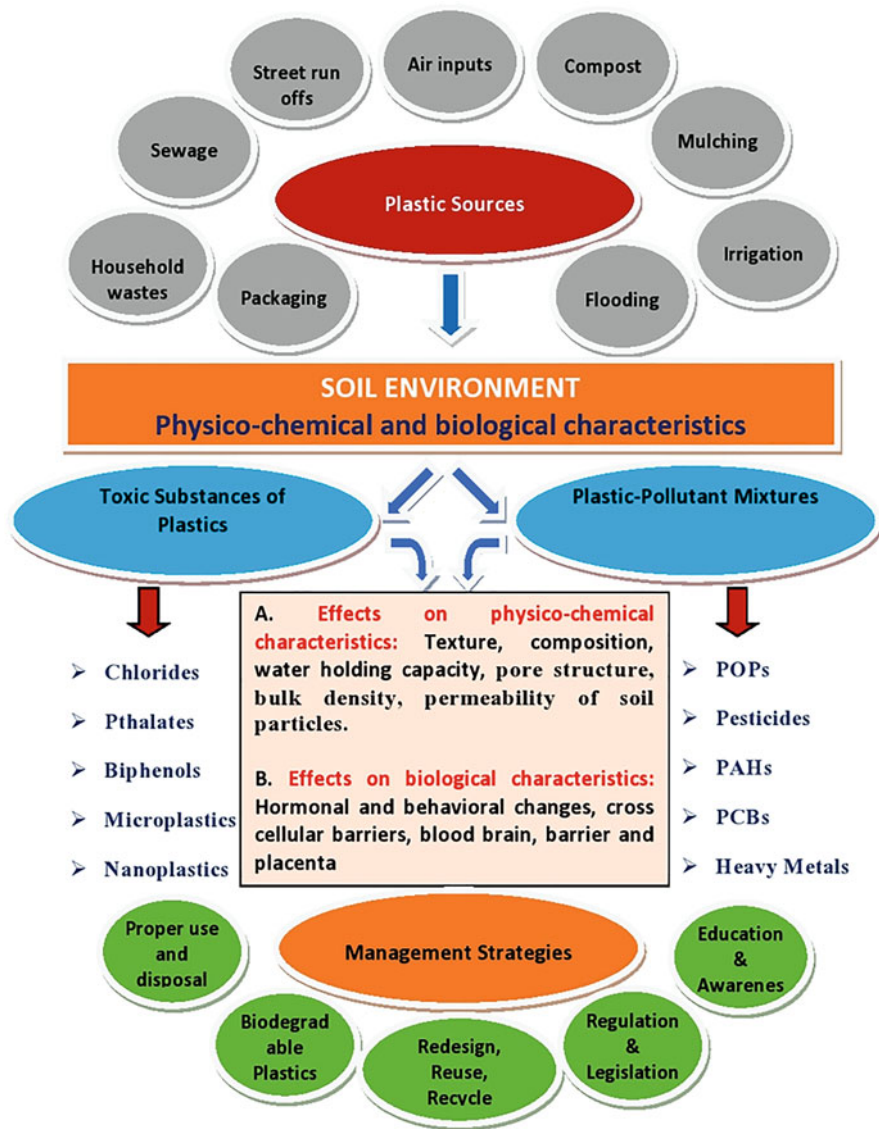 Street run
offs
Air inputs
Compost
Sewage
Mulching
Plastic Sources
Household
wastes
Packaging
Flooding
Irrigation
SOIL ENVIRONMENT
Physico-chemical and biological characteristics
Toxic Substances of
Plastics
Plastic-Pollutant Mixtures
A. Effects on physico-chemical
characteristics: Texture, composition,
water holding capacity, pore structure,
bulk density, permeability of soil
particles.
B. Effects on biological characteristics:
Hormonal and behavioral changes, cross
cellular barriers, blood brain, barrier and
placenta
➢ Chlorides
➢ Pthalates
➢ Biphenols
➢ Microplastics
➢ Nanoplastics
➢ POPs
➢ Pesticides
➢ PAHs
➢ PCBs
➢ Heavy Metals
Management Strategies
Proper use
and
disposal
Biodegrad
able
Plastics
Redesign,
Reuse,
Recycle
Regulation
&
Legislation
Education
&
Awarenes